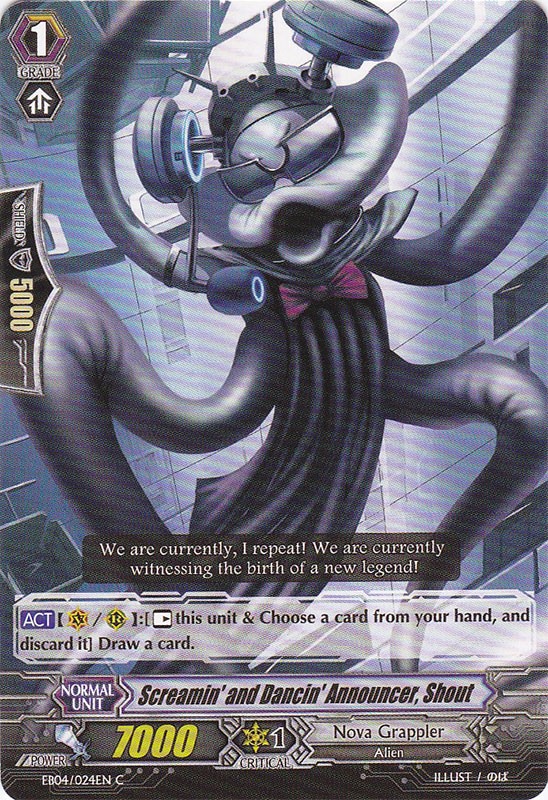 1
GRADE
SHIELD
5000
We are currently, I repeat! We are currently
witnessing the birth of a new legend!
ACT【 V / R 】:[ this unit & Choose a card from your hand, and
discard it] Draw a card.
NORMAL
UNIT
Screamin' and Dancin' Announcer, Shout
POWER
7000
1
CRITICAL
Nova Grappler
Alien
EB04/024EN C
ILLUST / のば